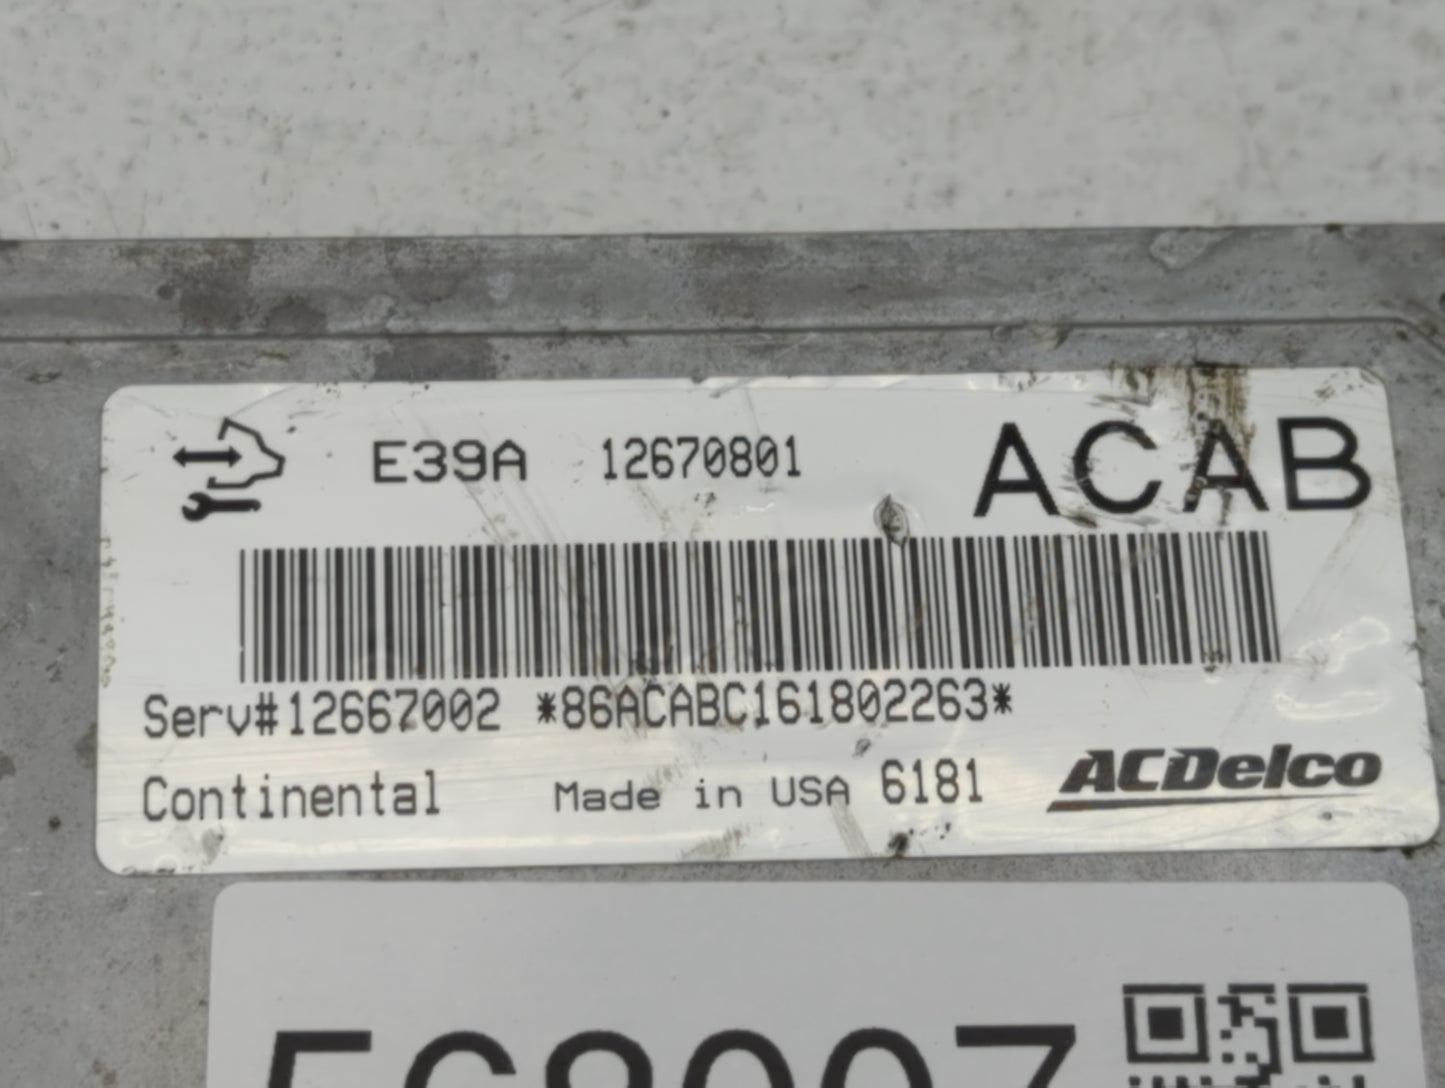 E39A 12670801 ACAB
Serv#12667002 *86ACABC161802263*
Continental Made in USA 6181 ACDelco